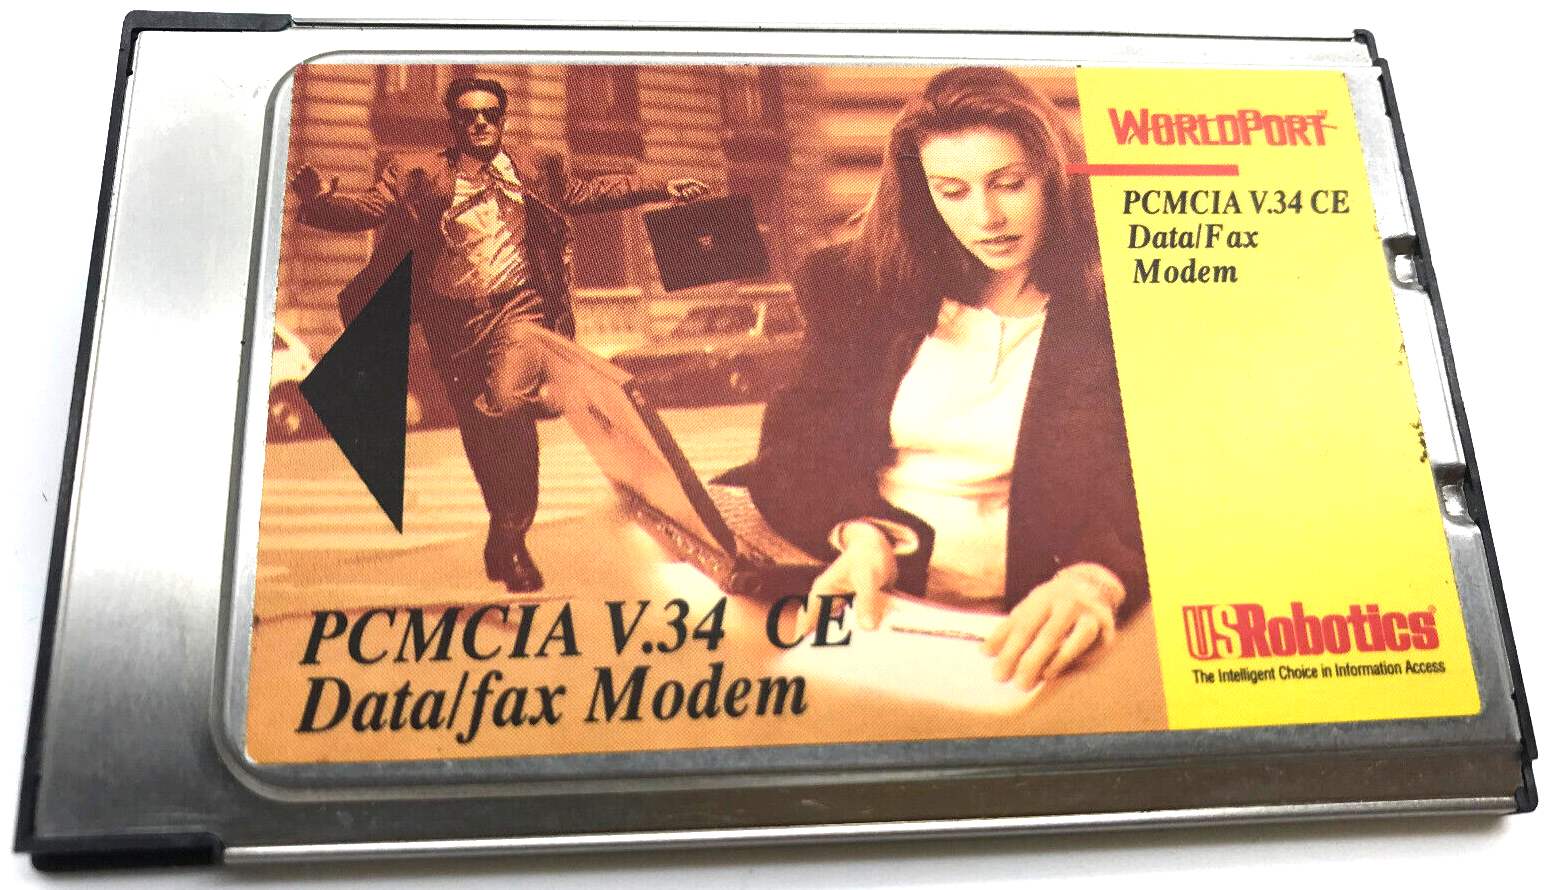 WORLDPORT™
PCMCIA V.34 CE
Data/Fax
Modem
PCMCIA V.34 CE
Data/fax Modem
USRobotics®
The Intelligent Choice in Information Access